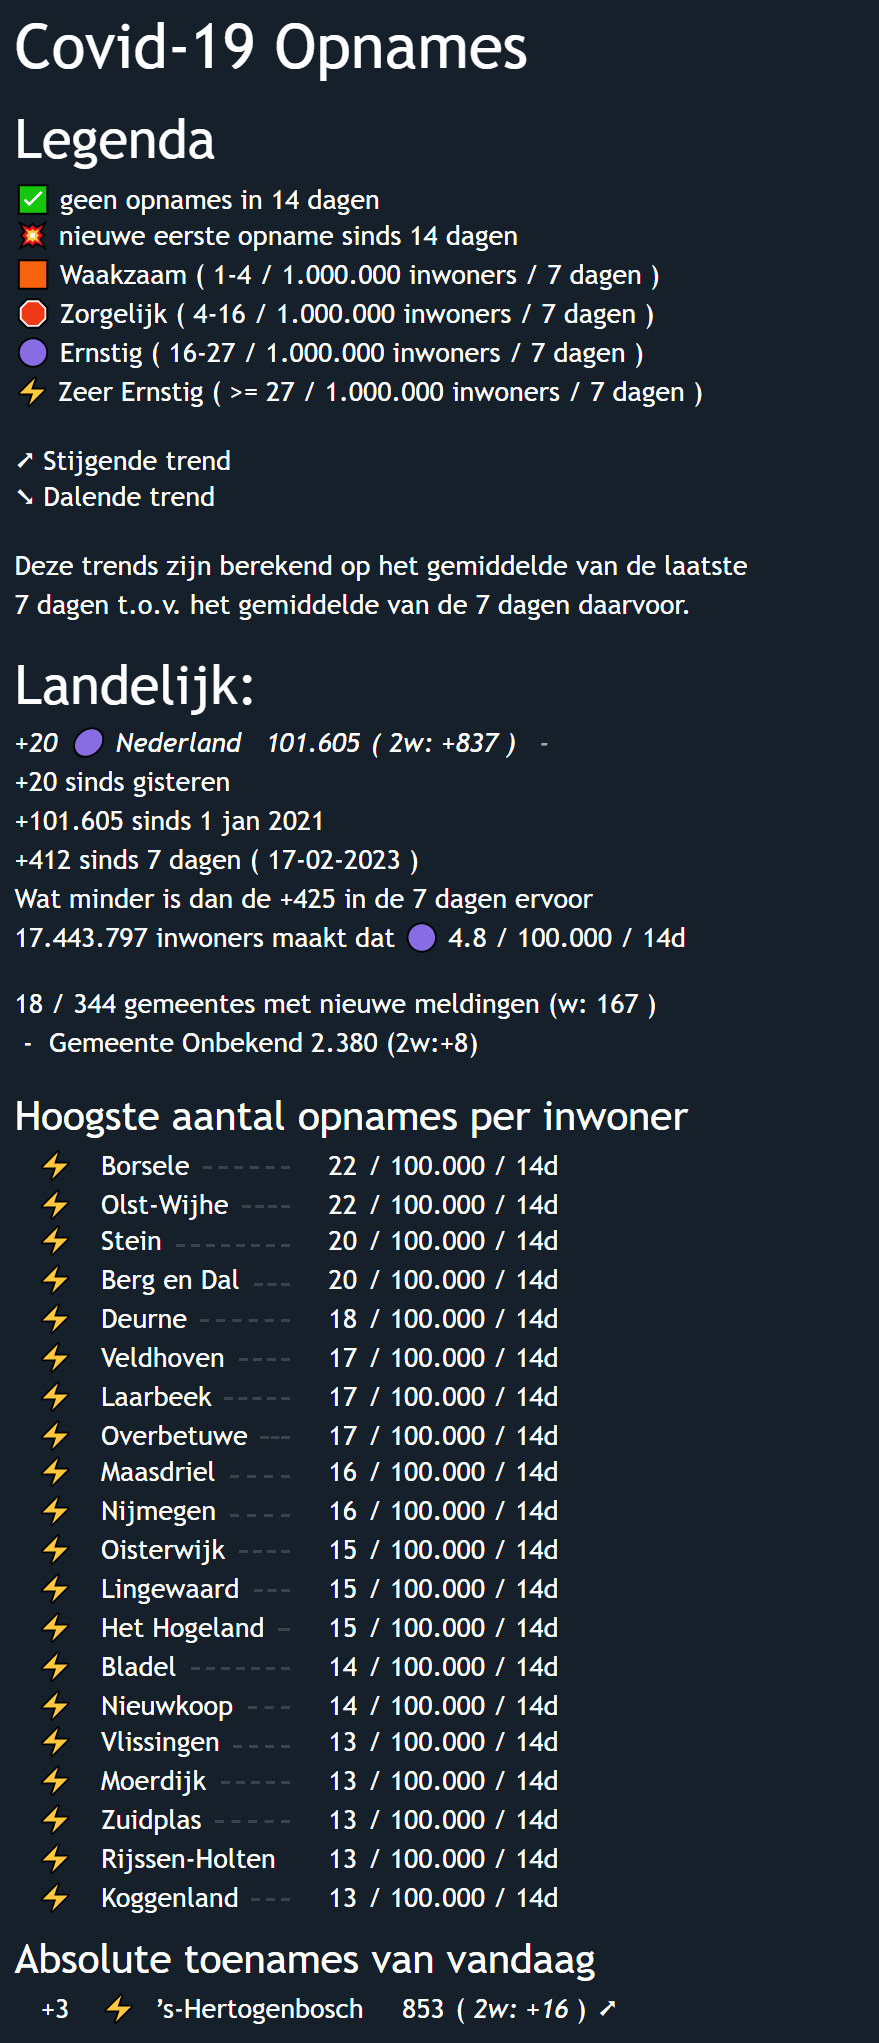 Covid-19 Opnames
Legenda
✅ geen opnames in 14 dagen
💥 nieuwe eerste opname sinds 14 dagen
🟧 Waakzaam ( 1-4 / 1.000.000 inwoners / 7 dagen )
🛑 Zorgelijk ( 4-16 / 1.000.000 inwoners / 7 dagen )
🟣 Ernstig ( 16-27 / 1.000.000 inwoners / 7 dagen )
⚡ Zeer Ernstig ( >= 27 / 1.000.000 inwoners / 7 dagen )
➚ Stijgende trend
➘ Dalende trend
Deze trends zijn berekend op het gemiddelde van de laatste
7 dagen t.o.v. het gemiddelde van de 7 dagen daarvoor.
Landelijk:
+20 🟣 Nederland 101.605 ( 2w: +837 ) -
+20 sinds gisteren
+101.605 sinds 1 jan 2021
+412 sinds 7 dagen ( 17-02-2023 )
Wat minder is dan de +425 in de 7 dagen ervoor
17.443.797 inwoners maakt dat 🟣 4.8 / 100.000 / 14d
18 / 344 gemeentes met nieuwe meldingen (w: 167 )
- Gemeente Onbekend 2.380 (2w:+8)
Hoogste aantal opnames per inwoner
⚡ Borsele ------ 22 / 100.000 / 14d
⚡ Olst-Wijhe ---- 22 / 100.000 / 14d
⚡ Stein -------- 20 / 100.000 / 14d
⚡ Berg en Dal --- 20 / 100.000 / 14d
⚡ Deurne ------ 18 / 100.000 / 14d
⚡ Veldhoven ---- 17 / 100.000 / 14d
⚡ Laarbeek ----- 17 / 100.000 / 14d
⚡ Overbetuwe --- 17 / 100.000 / 14d
⚡ Maasdriel ---- 16 / 100.000 / 14d
⚡ Nijmegen ---- 16 / 100.000 / 14d
⚡ Oisterwijk ---- 15 / 100.000 / 14d
⚡ Lingewaard --- 15 / 100.000 / 14d
⚡ Het Hogeland - 15 / 100.000 / 14d
⚡ Bladel ------- 14 / 100.000 / 14d
⚡ Nieuwkoop --- 14 / 100.000 / 14d
⚡ Vlissingen ---- 13 / 100.000 / 14d
⚡ Moerdijk ----- 13 / 100.000 / 14d
⚡ Zuidplas ----- 13 / 100.000 / 14d
⚡ Rijssen-Holten 13 / 100.000 / 14d
⚡ Koggenland --- 13 / 100.000 / 14d
Absolute toenames van vandaag
+3 ⚡ ’s-Hertogenbosch 853 ( 2w: +16 ) ➚